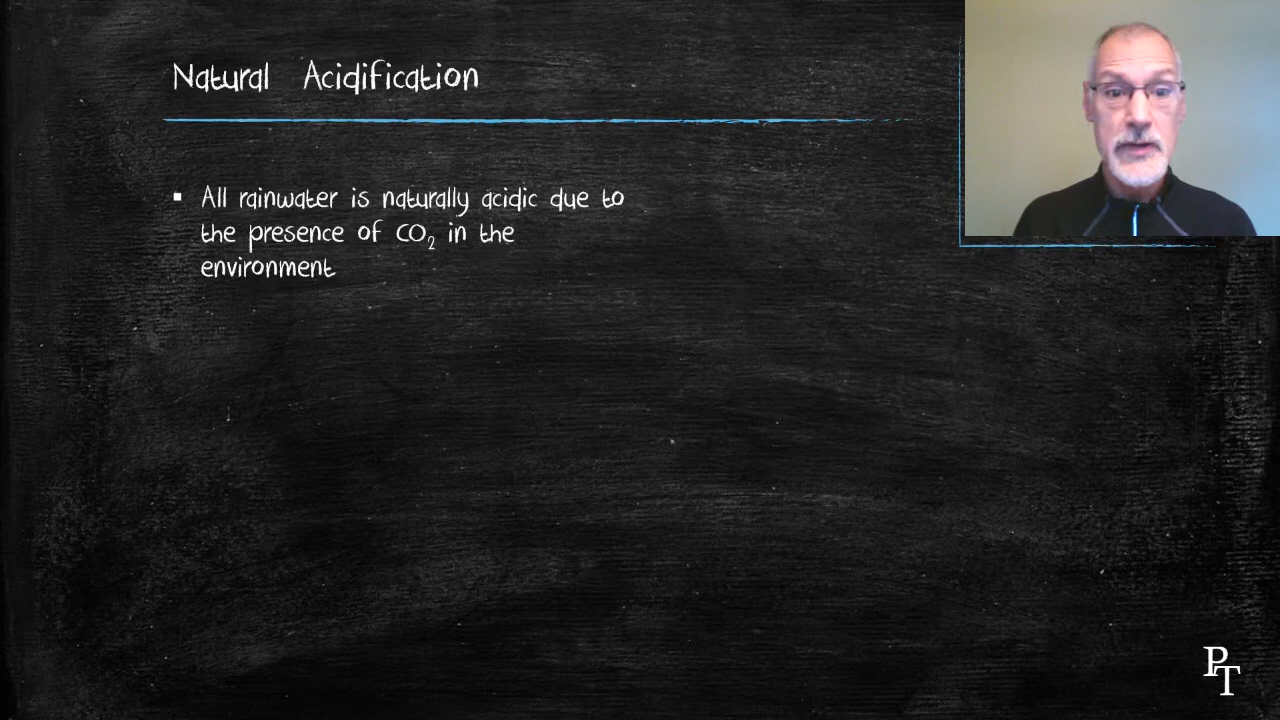 Natural Acidification
▪ All rainwater is naturally acidic due to
the presence of CO₂ in the
environment
PT